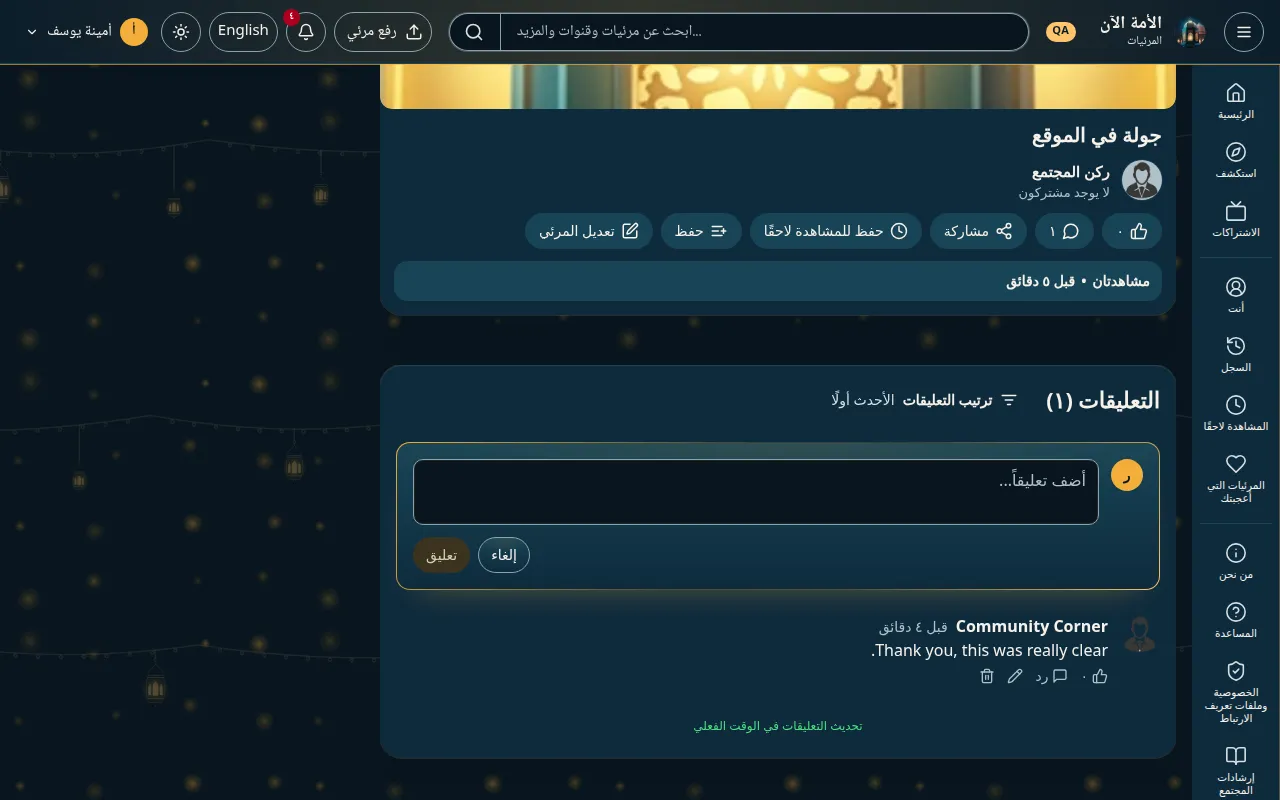 الأمة الآن
المرئيات
QA
ابحث عن مرئيات وقنوات والمزيد...
رفع مرئي
٤
English
أ
أمينة يوسف
الرئيسية
استكشف
الاشتراكات
أنت
السجل
المشاهدة لاحقًا
المرئيات التي
أعجبتك
من نحن
المساعدة
الخصوصية
وملفات تعريف
الارتباط
إرشادات
المجتمع
جولة في الموقع
ركن المجتمع
لا يوجد مشتركون
٠
١
مشاركة
حفظ للمشاهدة لاحقًا
حفظ
تعديل المرئي
مشاهدتان • قبل ٥ دقائق
التعليقات (١)
ترتيب التعليقات الأحدث أولًا
ر
أضف تعليقاً...
إلغاء
تعليق
Community Corner قبل ٤ دقائق
Thank you, this was really clear.
٠
رد
تحديث التعليقات في الوقت الفعلي